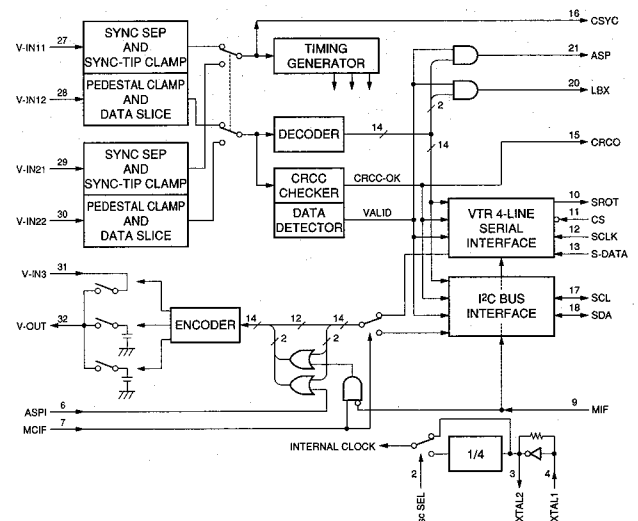 V-IN11 27
SYNC SEP
AND
SYNC-TIP CLAMP
V-IN12 28
PEDESTAL CLAMP
AND
DATA SLICE
V-IN21 29
SYNC SEP
AND
SYNC-TIP CLAMP
V-IN22 30
PEDESTAL CLAMP
AND
DATA SLICE
TIMING
GENERATOR
DECODER
14
2
14
CRCC
CHECKER
CRCC-OK
DATA
DETECTOR
VALID
16 CSYC
21 ASP
20 LBX
15 CRCO
VTR 4-LINE
SERIAL
INTERFACE
10 SROT
11 CS
12 SCLK
13 S-DATA
I²C BUS
INTERFACE
17 SCL
18 SDA
V-IN3 31
V-OUT 32
ENCODER
14
12
14
2
2
ASPI 6
MCIF 7
9 MIF
INTERNAL CLOCK
1/4
2
3
4
SC SEL
XTAL2
XTAL1